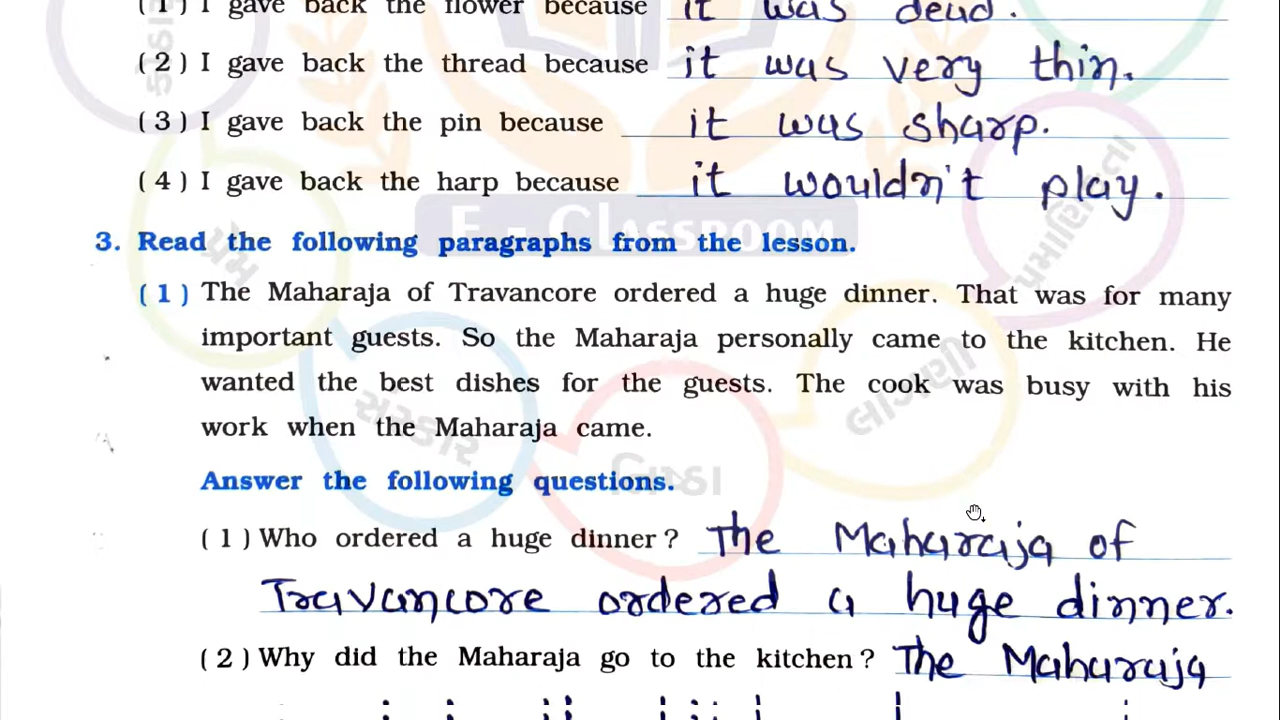 (1) I gave back the flower because it was dead.
(2) I gave back the thread because it was very thin.
(3) I gave back the pin because it was sharp.
(4) I gave back the harp because it wouldn't play.
E - Classroom
3. Read the following paragraphs from the lesson.
(1) The Maharaja of Travancore ordered a huge dinner. That was for many
important guests. So the Maharaja personally came to the kitchen. He
wanted the best dishes for the guests. The cook was busy with his
work when the Maharaja came.
સરકાર
લાગણી
Answer the following questions.
(1) Who ordered a huge dinner? The Maharaja of
Travancore ordered a huge dinner.
(2) Why did the Maharaja go to the kitchen? The Maharaja